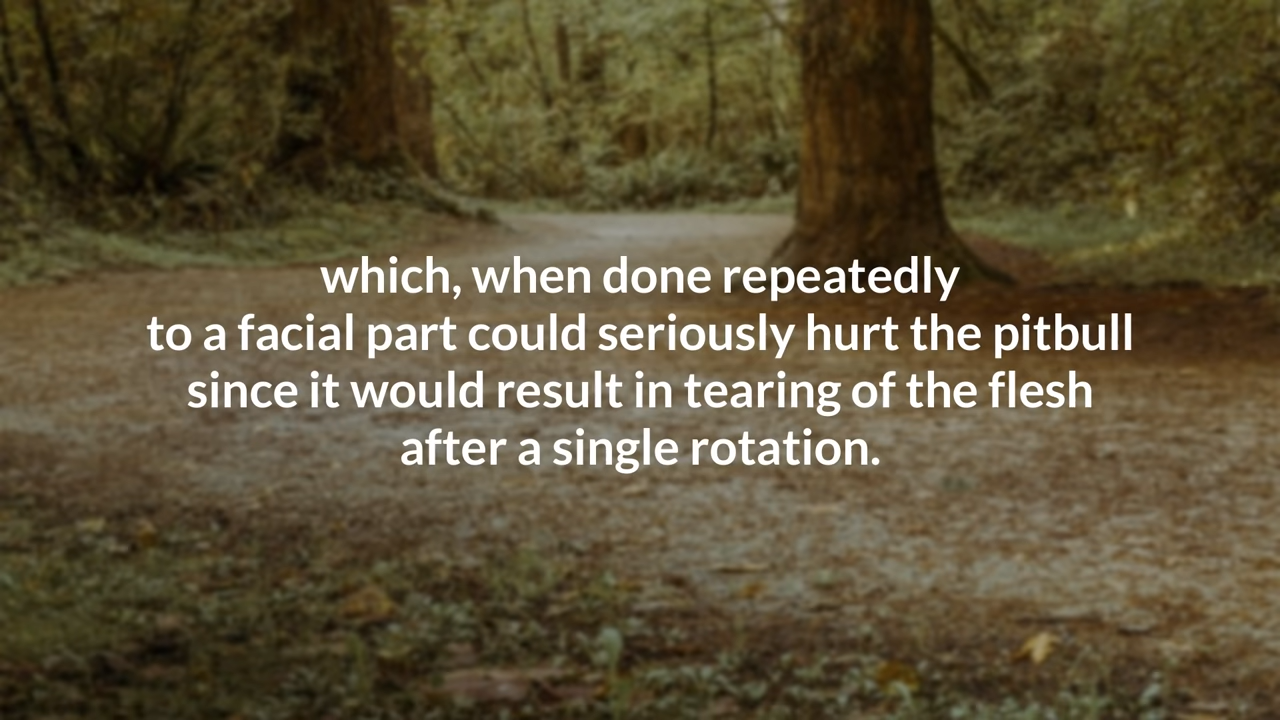 which, when done repeatedly
to a facial part could seriously hurt the pitbull
since it would result in tearing of the flesh
after a single rotation.